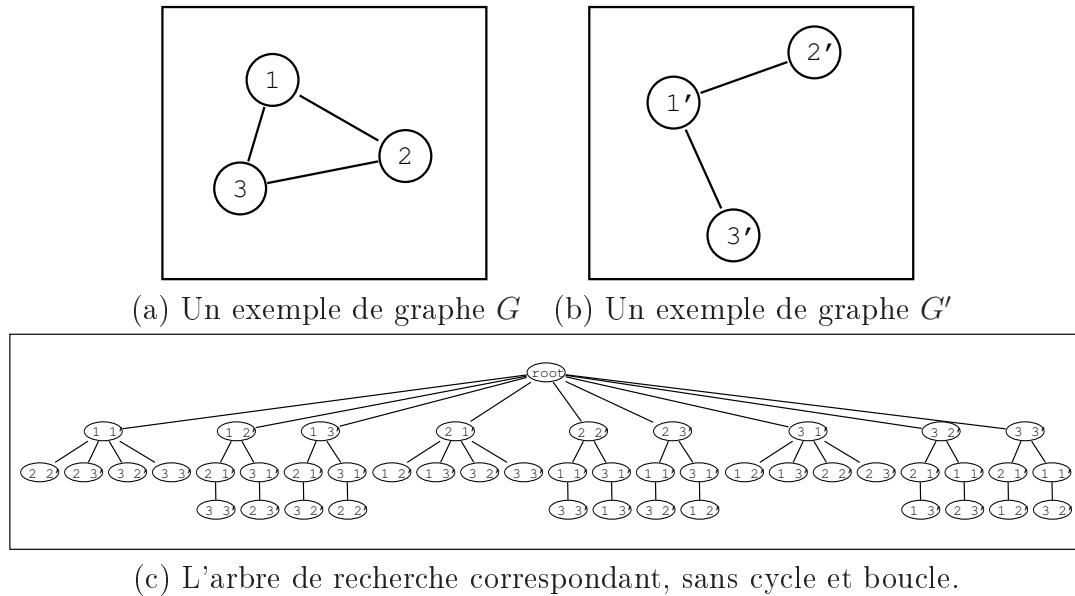 1
2
3
2′
1′
3′
(a) Un exemple de graphe G (b) Un exemple de graphe G′
root
1 1′ 1 2′ 1 3′ 2 1′ 2 2′ 2 3′ 3 1′ 3 2′ 3 3′
2 2′ 2 3′ 3 2′ 3 3′ 2 1′ 3 1′ 2 1′ 3 1′ 1 2′ 1 3′ 3 2′ 3 3′ 1 1′ 3 1′ 1 1′ 3 1′ 1 2′ 1 3′ 2 2′ 2 3′ 2 1′ 1 1′ 2 1′ 1 1′
3 3′ 2 3′ 3 2′ 2 2′ 3 3′ 1 3′ 3 2′ 1 2′ 1 3′ 2 3′ 1 2′ 3 2′
(c) L'arbre de recherche correspondant, sans cycle et boucle.